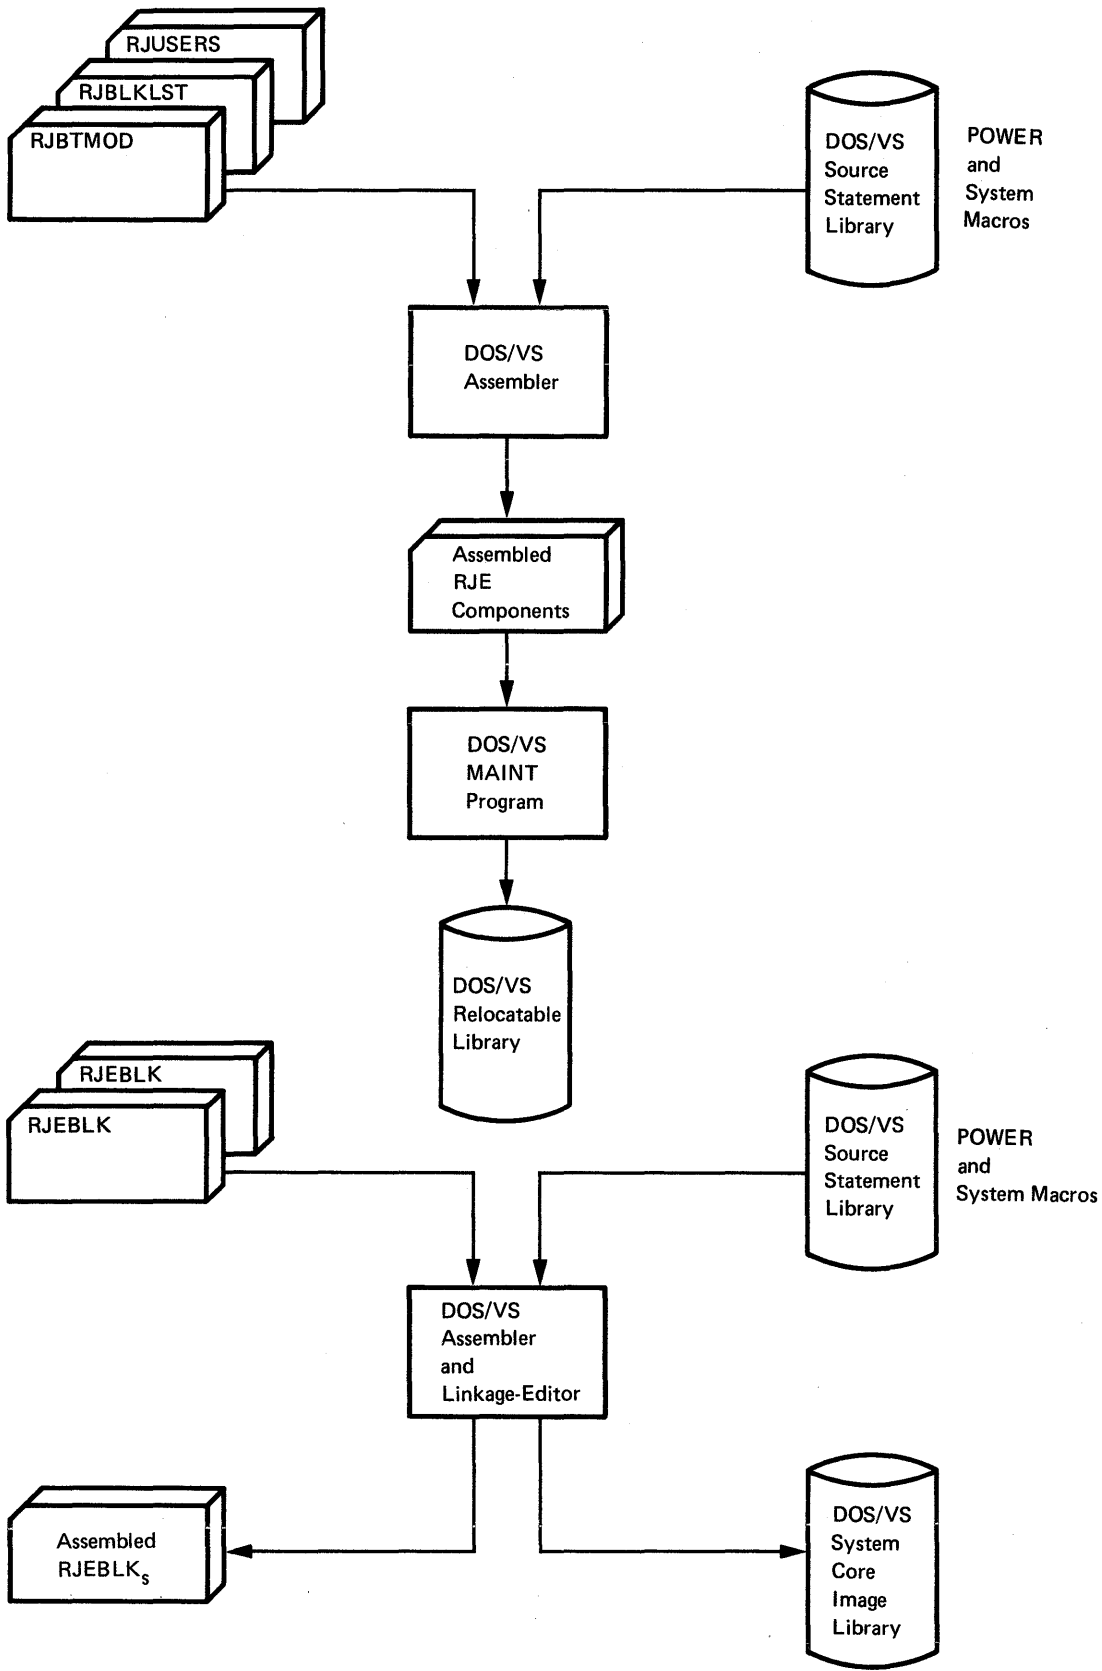 RJUSERS
RJBLKLST
RJBTMOD
DOS/VS
Source
Statement
Library
POWER
and
System
Macros
DOS/VS
Assembler
Assembled
RJE
Components
DOS/VS
MAINT
Program
DOS/VS
Relocatable
Library
RJEBLK
RJEBLK
DOS/VS
Source
Statement
Library
POWER
and
System Macros
DOS/VS
Assembler
and
Linkage-Editor
Assembled
RJEBLKs
DOS/VS
System
Core
Image
Library